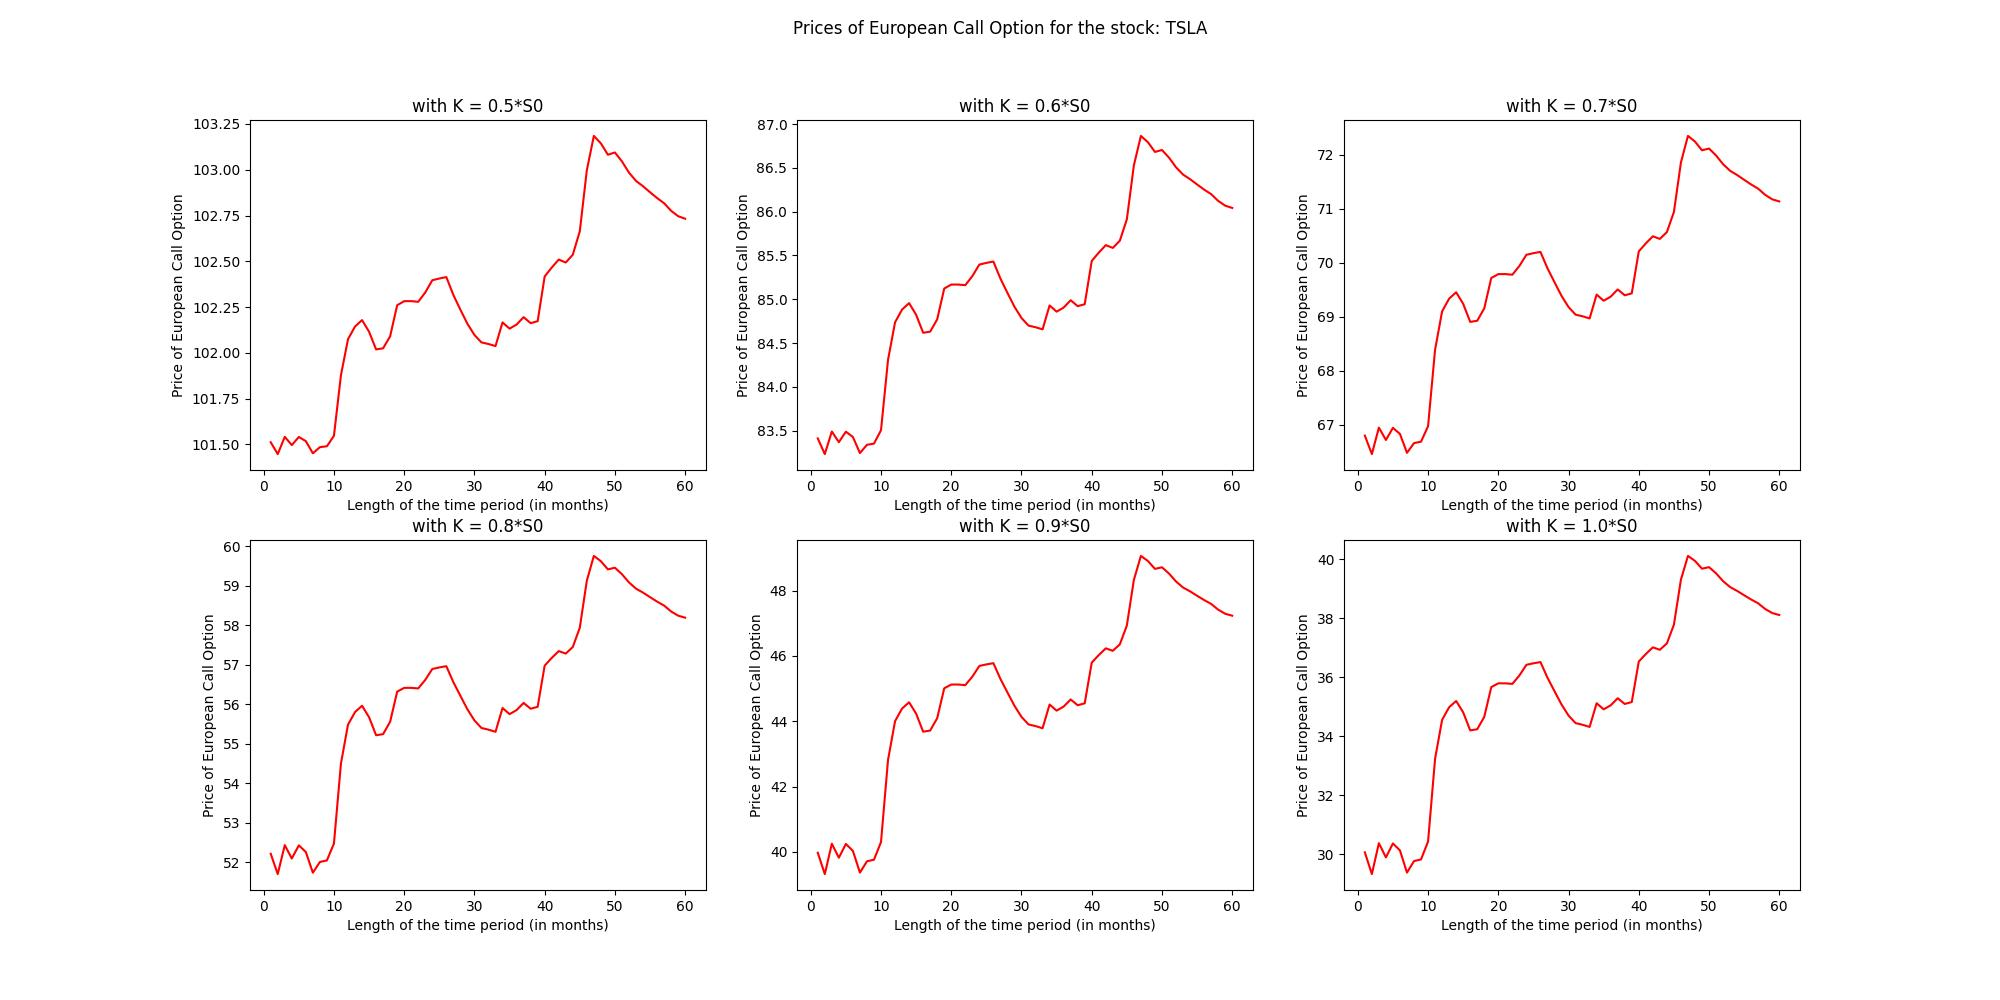 Prices of European Call Option for the stock: TSLA
with K = 0.5*S0
103.25
103.00
102.75
102.50
102.25
102.00
101.75
101.50
Price of European Call Option
0 10 20 30 40 50 60
Length of the time period (in months)
with K = 0.6*S0
87.0
86.5
86.0
85.5
85.0
84.5
84.0
83.5
Price of European Call Option
0 10 20 30 40 50 60
Length of the time period (in months)
with K = 0.7*S0
72
71
70
69
68
67
Price of European Call Option
0 10 20 30 40 50 60
Length of the time period (in months)
with K = 0.8*S0
60
59
58
57
56
55
54
53
52
Price of European Call Option
0 10 20 30 40 50 60
Length of the time period (in months)
with K = 0.9*S0
48
46
44
42
40
Price of European Call Option
0 10 20 30 40 50 60
Length of the time period (in months)
with K = 1.0*S0
40
38
36
34
32
30
Price of European Call Option
0 10 20 30 40 50 60
Length of the time period (in months)